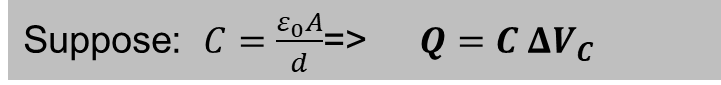 Suppose: C = ε₀A/d => Q = C ΔV_C